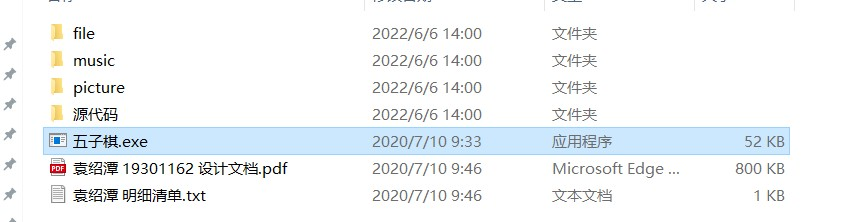 file 2022/6/6 14:00 文件夹
music 2022/6/6 14:00 文件夹
picture 2022/6/6 14:00 文件夹
源代码 2022/6/6 14:00 文件夹
五子棋.exe 2020/7/10 9:33 应用程序 52 KB
PDF 袁绍潭 19301162 设计文档.pdf 2020/7/10 9:46 Microsoft Edge ... 800 KB
袁绍潭 明细清单.txt 2020/7/10 9:46 文本文档 1 KB